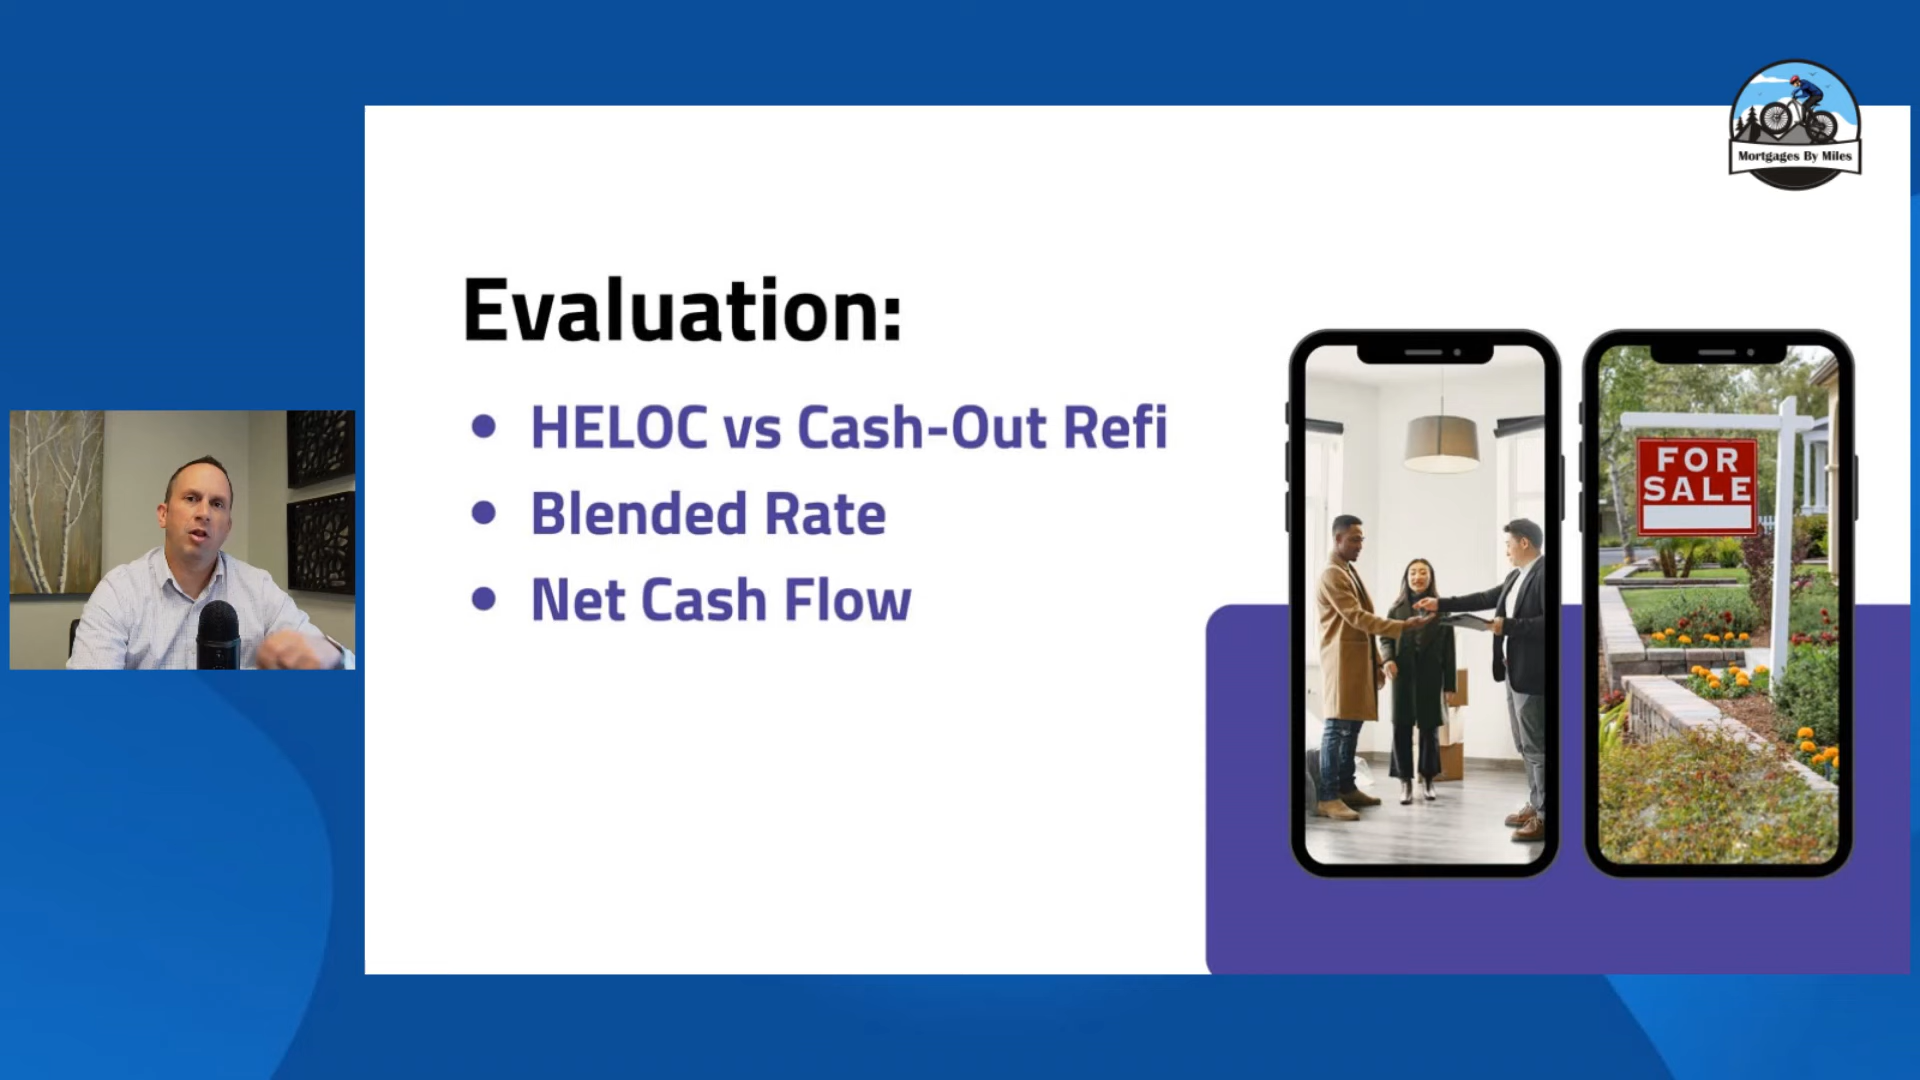 Mortgages By Miles
Evaluation:
• HELOC vs Cash-Out Refi
• Blended Rate
• Net Cash Flow
FOR
SALE